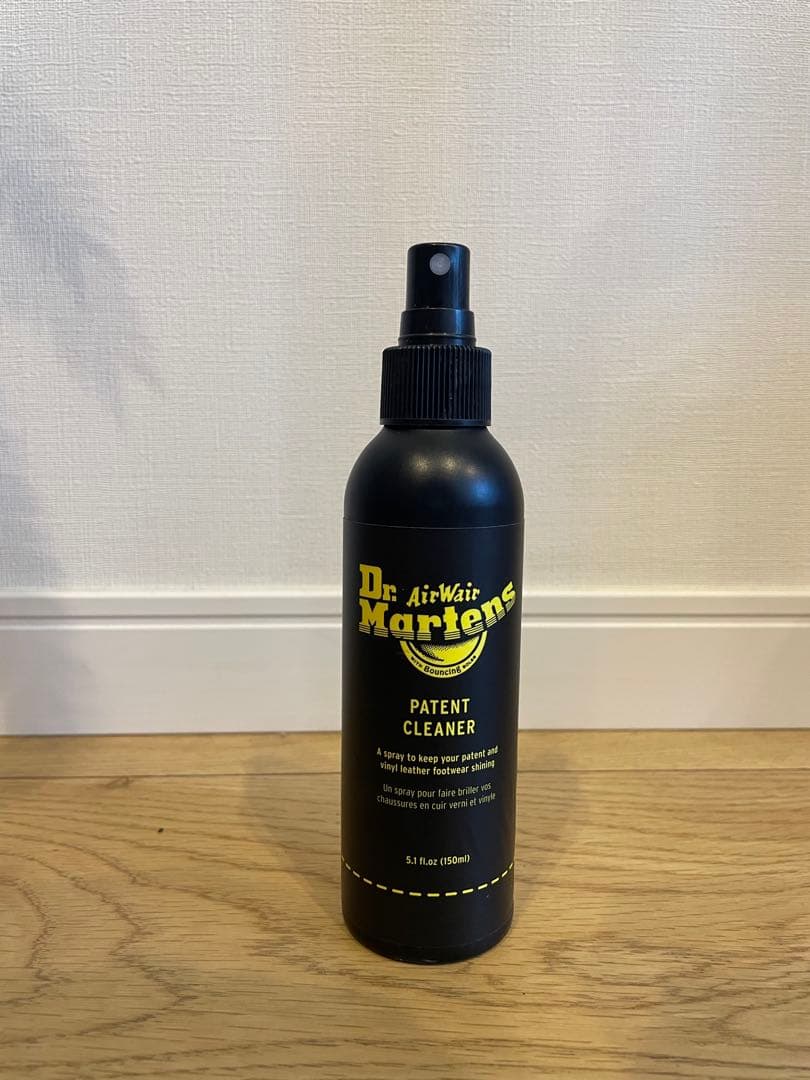 Dr. AirWair
Martens
WITH Bouncing SOLES
PATENT
CLEANER
A spray to keep your patent and
vinyl leather footwear shining
Un spray pour faire briller vos
chaussures en cuir verni et vinyle
5.1 fl.oz (150ml)